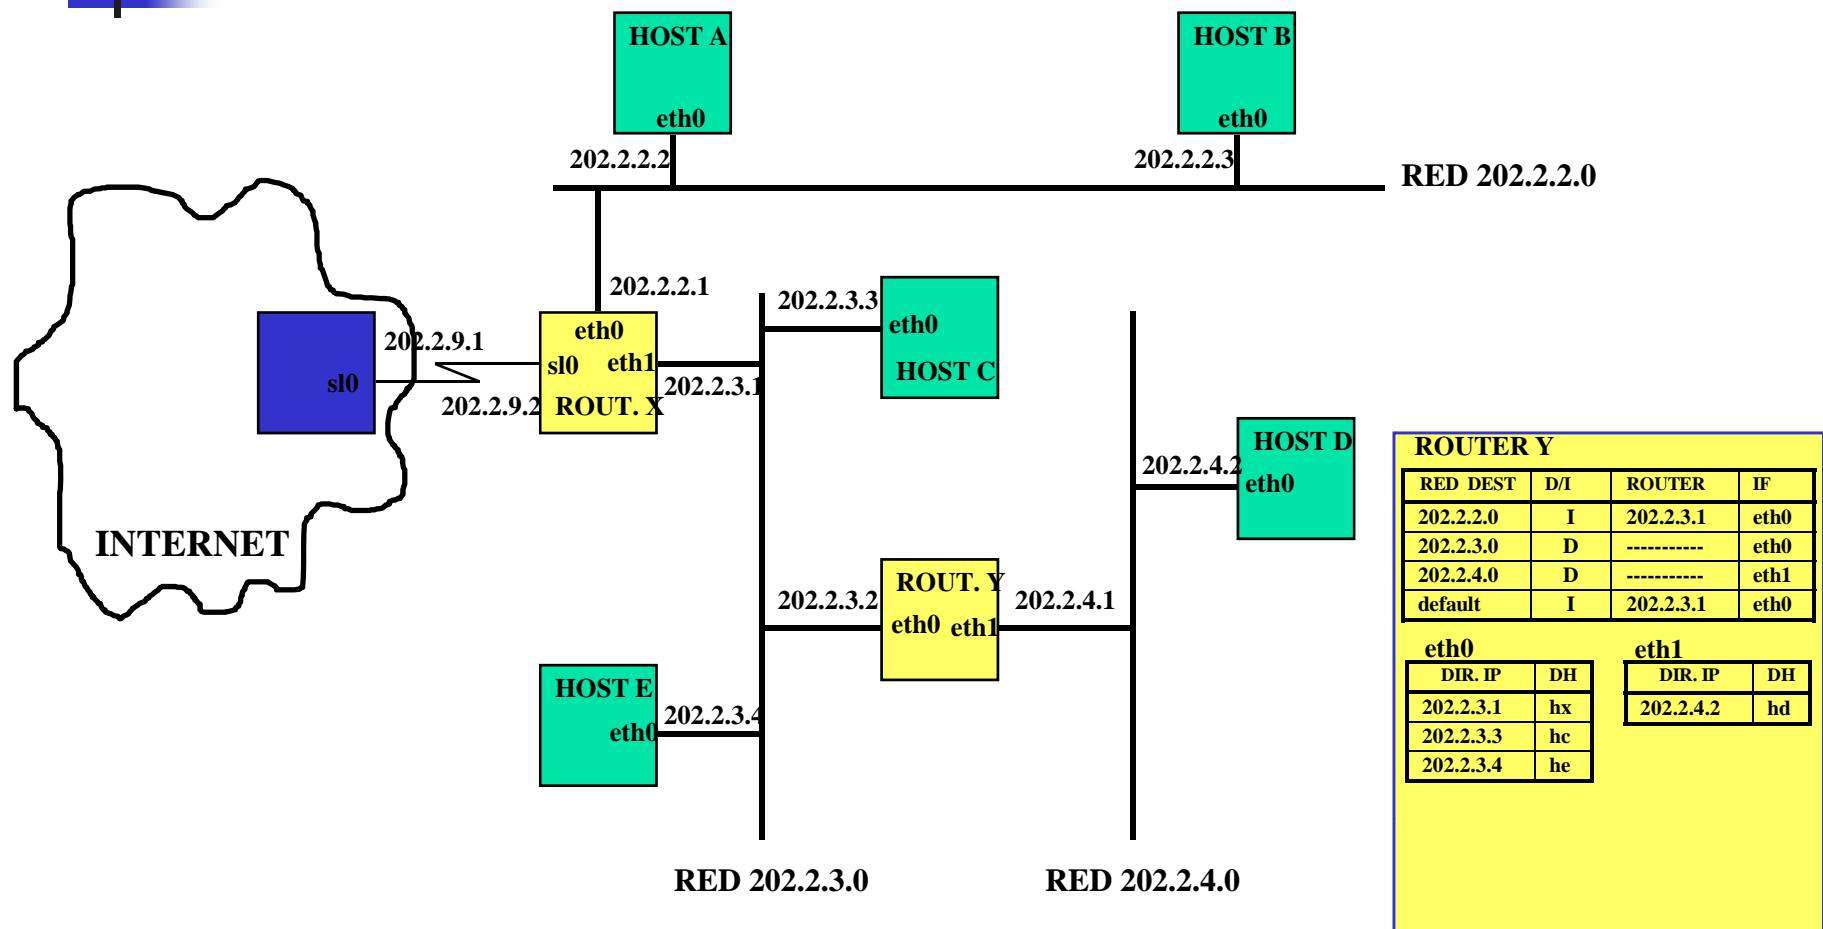 HOST A
HOST B
eth0
eth0
202.2.2.2
202.2.2.3
RED 202.2.2.0
202.2.2.1
202.2.3.3
eth0
HOST C
202.2.9.1
eth0
sl0
eth1
sl0
202.2.3.1
202.2.9.2
ROUT. X
HOST D
202.2.4.2
eth0
INTERNET
ROUT. Y
202.2.3.2
202.2.4.1
eth0
eth1
HOST E
202.2.3.4
eth0
RED 202.2.3.0
RED 202.2.4.0
ROUTER Y
RED DEST D/I ROUTER IF
202.2.2.0 I 202.2.3.1 eth0
202.2.3.0 D ----------- eth0
202.2.4.0 D ----------- eth1
default I 202.2.3.1 eth0
eth0
DIR. IP DH
202.2.3.1 hx
202.2.3.3 hc
202.2.3.4 he
eth1
DIR. IP DH
202.2.4.2 hd